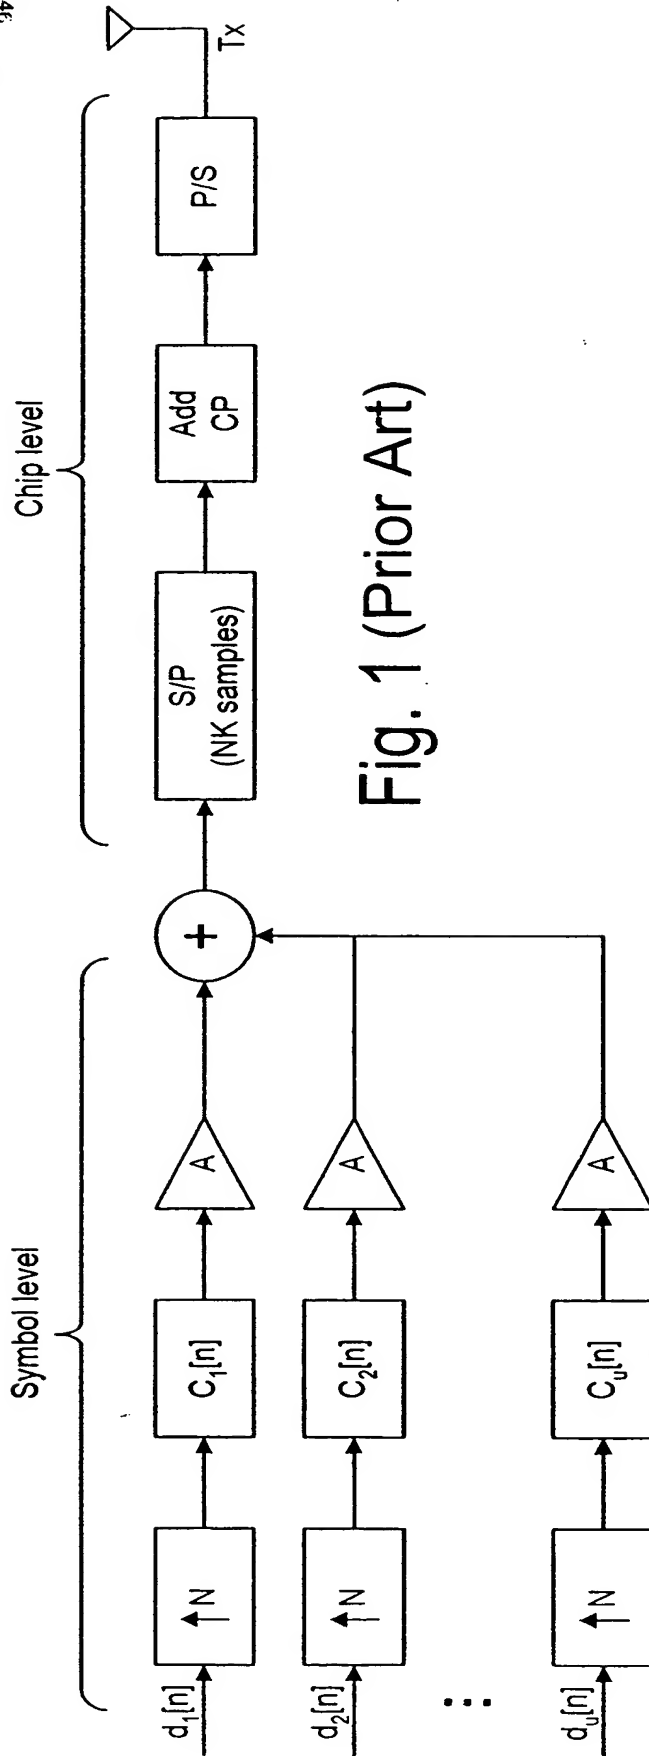 46
Symbol level
Chip level
d₁[n]
↑N
C₁[n]
A
+
S/P
(NK samples)
Add
CP
P/S
Tx
d₂[n]
↑N
C₂[n]
A
...
dᵤ[n]
↑N
Cᵤ[n]
A
Fig. 1 (Prior Art)